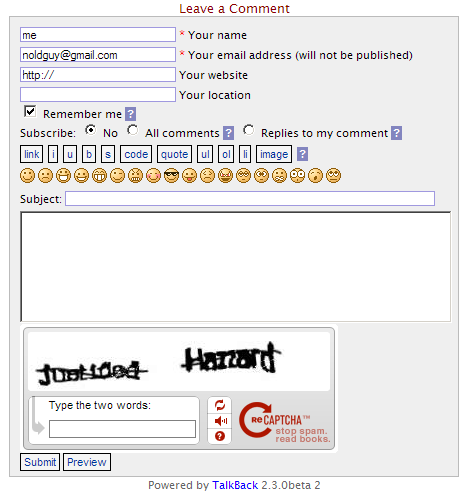 Leave a Comment
me * Your name
noldguy@gmail.com * Your email address (will not be published)
http:// Your website
Your location
Remember me ?
Subscribe: No All comments ? Replies to my comment ?
link i u b s code quote ul ol li image ?
Subject:
Type the two words:
?
reCAPTCHA™
stop spam.
read books.
Submit Preview
Powered by TalkBack 2.3.0beta 2